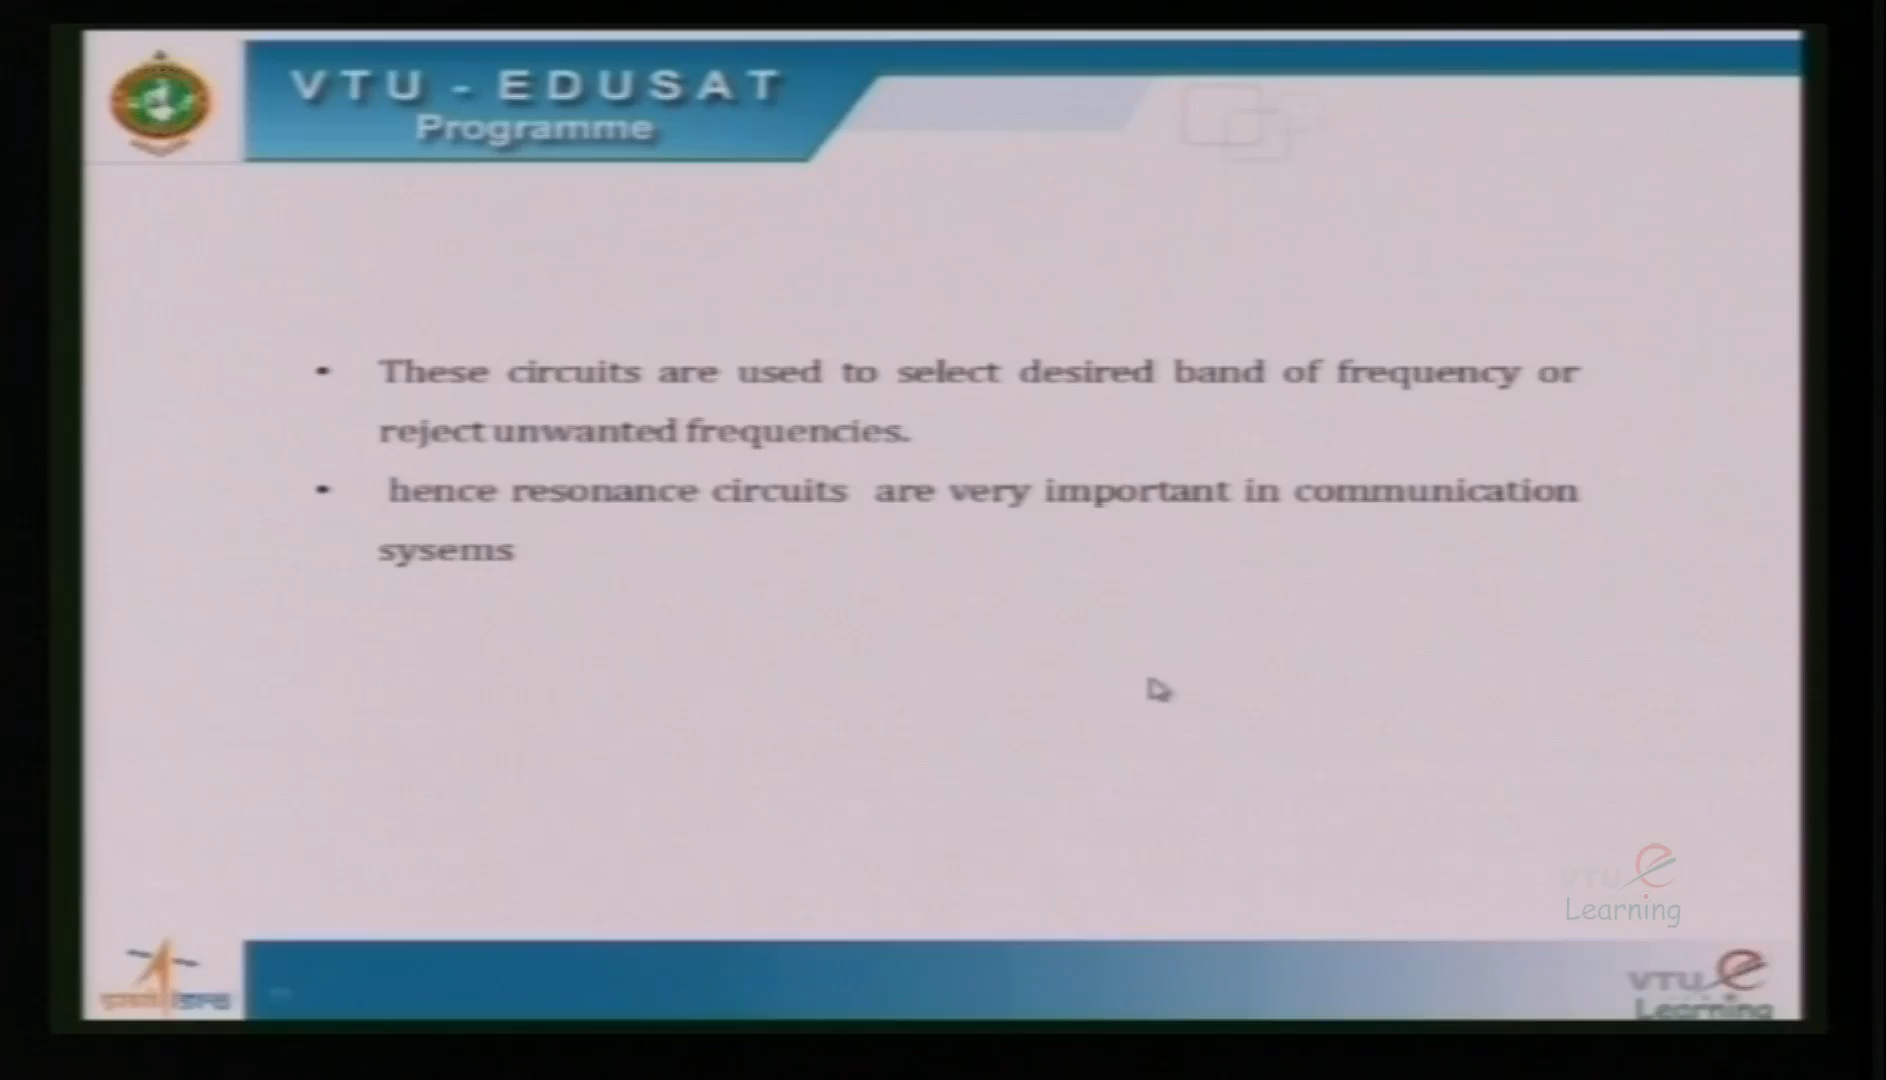 VTU - EDUSAT
Programme
• These circuits are used to select desired band of frequency or
reject unwanted frequencies.
• hence resonance circuits are very important in communication
sysems
VTU e
Learning
isro
VTU e
Learning